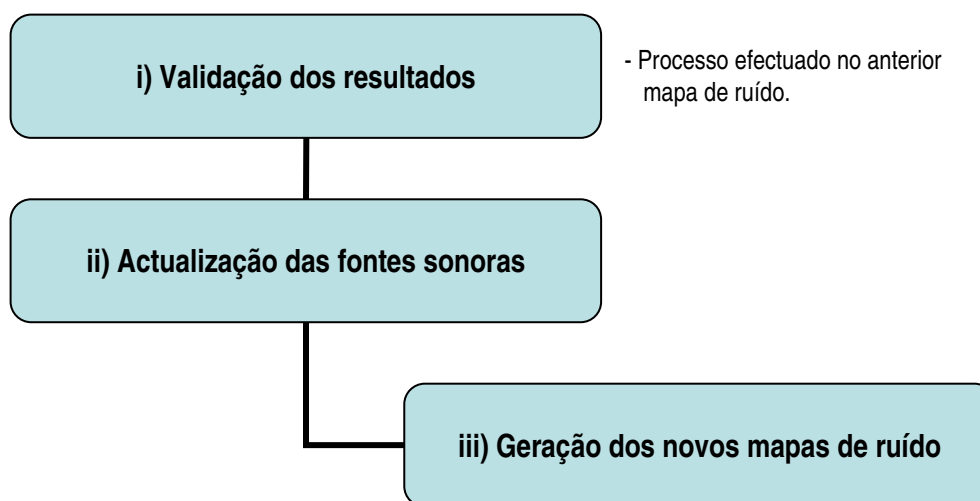 i) Validação dos resultados
- Processo efectuado no anterior
mapa de ruído.
ii) Actualização das fontes sonoras
iii) Geração dos novos mapas de ruído